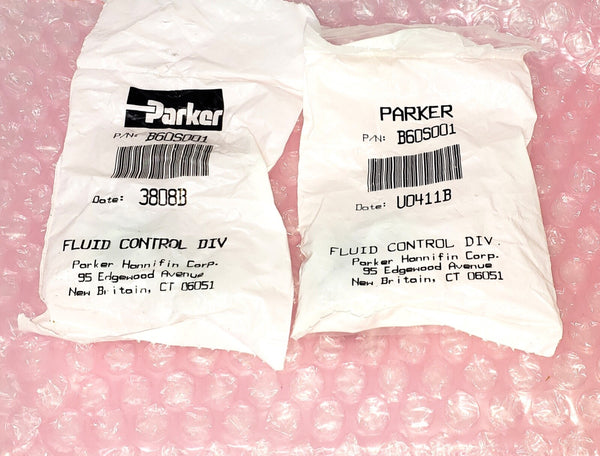 Parker
P/N: B60S001
Date: 3808B
FLUID CONTROL DIV
Parker Hannifin Corp.
95 Edgewood Avenue
New Britain, CT 06051
PARKER
P/N: B60S001
Date: U0411B
FLUID CONTROL DIV.
Parker Hannifin Corp.
95 Edgewood Avenue
New Britain, CT 06051